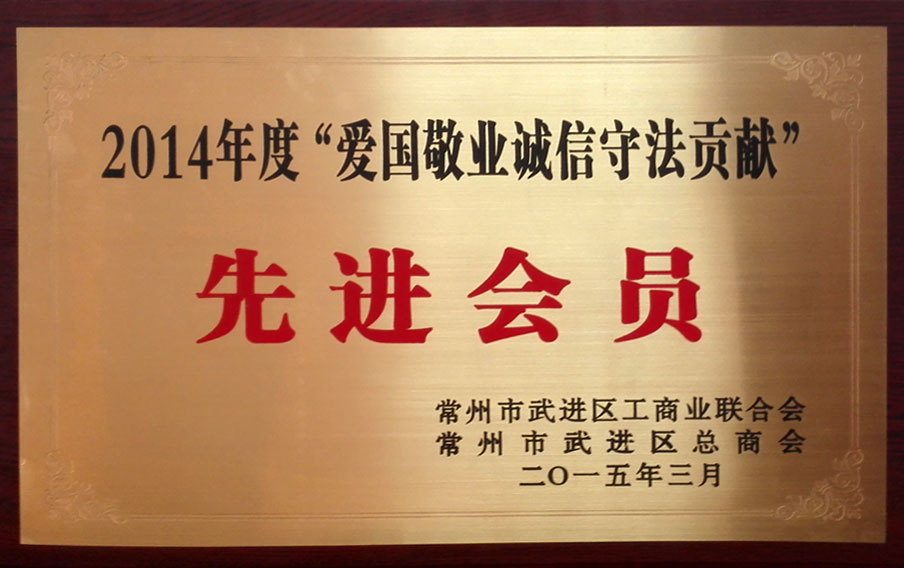 2014年度“爱国敬业诚信守法贡献”
先进会员
常州市武进区工商业联合会
常州市武进区总商会
二〇一五年三月